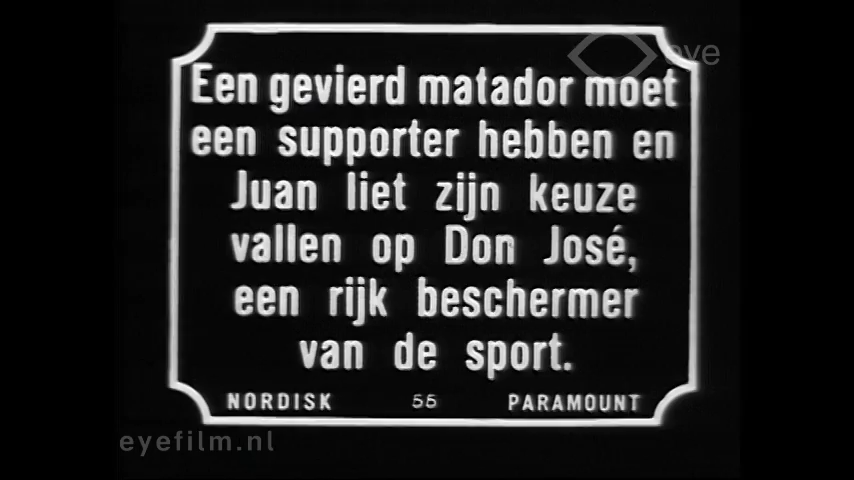 eye
Een gevierd matador moet
een supporter hebben en
Juan liet zijn keuze
vallen op Don José,
een rijk beschermer
van de sport.
NORDISK 55 PARAMOUNT
eyefilm.nl